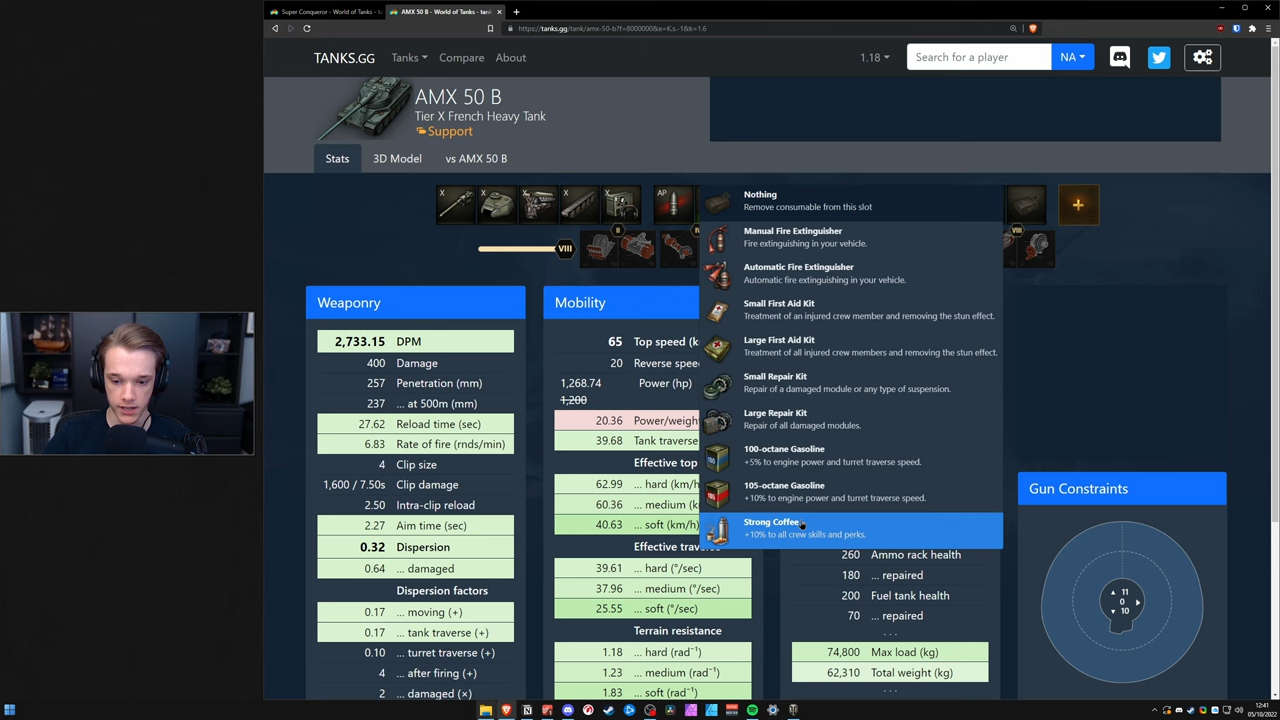 Super Conqueror - World of Tanks - t
AMX 50 B - World of Tanks - tank
https://tanks.gg/tank/amx-50-b?f=8000000&e=K.s.-1&k=1.6
TANKS.GG
Tanks
Compare
About
1.18
Search for a player
NA
AMX 50 B
Tier X French Heavy Tank
Support
Stats
3D Model
vs AMX 50 B
X
X
X
X
X
AP
VIII
II
VIII
Nothing
Remove consumable from this slot
Manual Fire Extinguisher
Fire extinguishing in your vehicle.
Automatic Fire Extinguisher
Automatic fire extinguishing in your vehicle.
Small First Aid Kit
Treatment of an injured crew member and removing the stun effect.
Large First Aid Kit
Treatment of all injured crew members and removing the stun effect.
Small Repair Kit
Repair of a damaged module or any type of suspension.
Large Repair Kit
Repair of all damaged modules.
100-octane Gasoline
+5% to engine power and turret traverse speed.
105-octane Gasoline
+10% to engine power and turret traverse speed.
Strong Coffee
+10% to all crew skills and perks.
Weaponry
2,733.15 DPM
400 Damage
257 Penetration (mm)
237 ... at 500m (mm)
27.62 Reload time (sec)
6.83 Rate of fire (rnds/min)
4 Clip size
1,600 / 7.50s Clip damage
2.50 Intra-clip reload
2.27 Aim time (sec)
0.32 Dispersion
0.64 ... damaged
Dispersion factors
0.17 ... moving (+)
0.17 ... tank traverse (+)
0.10 ... turret traverse (+)
4 ... after firing (+)
2 ... damaged (×)
Mobility
65 Top speed (k
20 Reverse spee
1,268.74 Power (hp)
1,200
20.36 Power/weigh
39.68 Tank traverse
Effective top
62.99 ... hard (km/h
60.36 ... medium (k
40.63 ... soft (km/h
Effective trave
39.61 ... hard (°/sec)
37.96 ... medium (°/sec)
25.55 ... soft (°/sec)
Terrain resistance
1.18 ... hard (rad⁻¹)
1.23 ... medium (rad⁻¹)
1.83 ... soft (rad⁻¹)
260 Ammo rack health
180 ... repaired
200 Fuel tank health
70 ... repaired
...
74,800 Max load (kg)
62,310 Total weight (kg)
...
Gun Constraints
11
0
10
12:41
05/10/2022